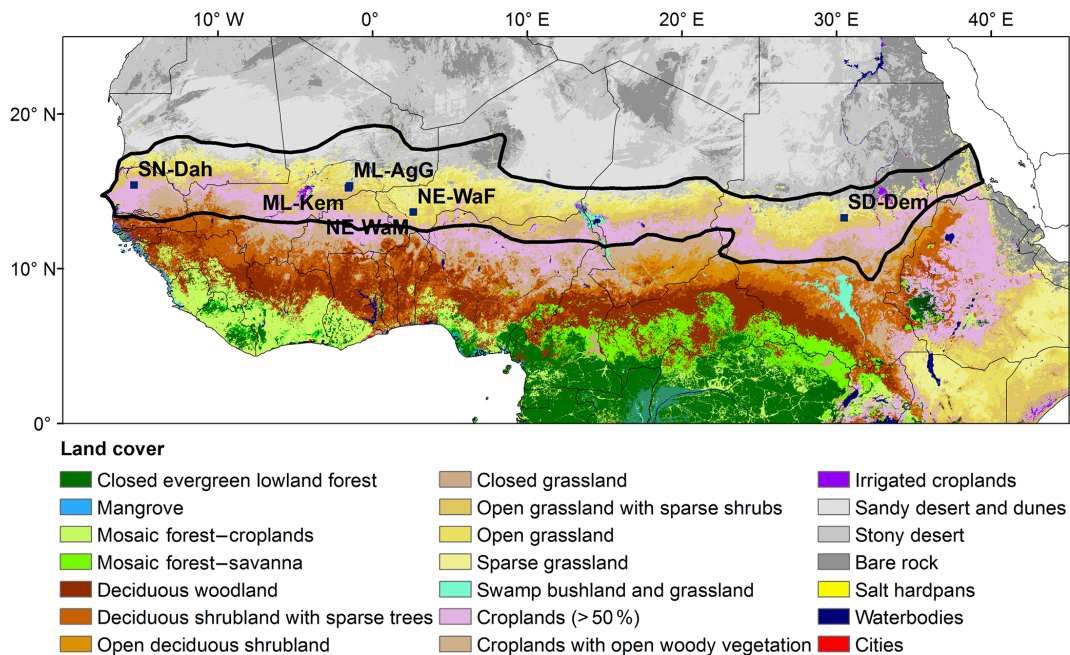 10° W 0° 10° E 20° E 30° E 40° E
20° N
SN-Dah ML-AgG
ML-Kem NE-WaF SD-Dem
NE-WaM
10° N
0°
Land cover
Closed evergreen lowland forest Closed grassland Irrigated croplands
Mangrove Open grassland with sparse shrubs Sandy desert and dunes
Mosaic forest–croplands Open grassland Stony desert
Mosaic forest–savanna Sparse grassland Bare rock
Deciduous woodland Swamp bushland and grassland Salt hardpans
Deciduous shrubland with sparse trees Croplands (> 50 %) Waterbodies
Open deciduous shrubland Croplands with open woody vegetation Cities